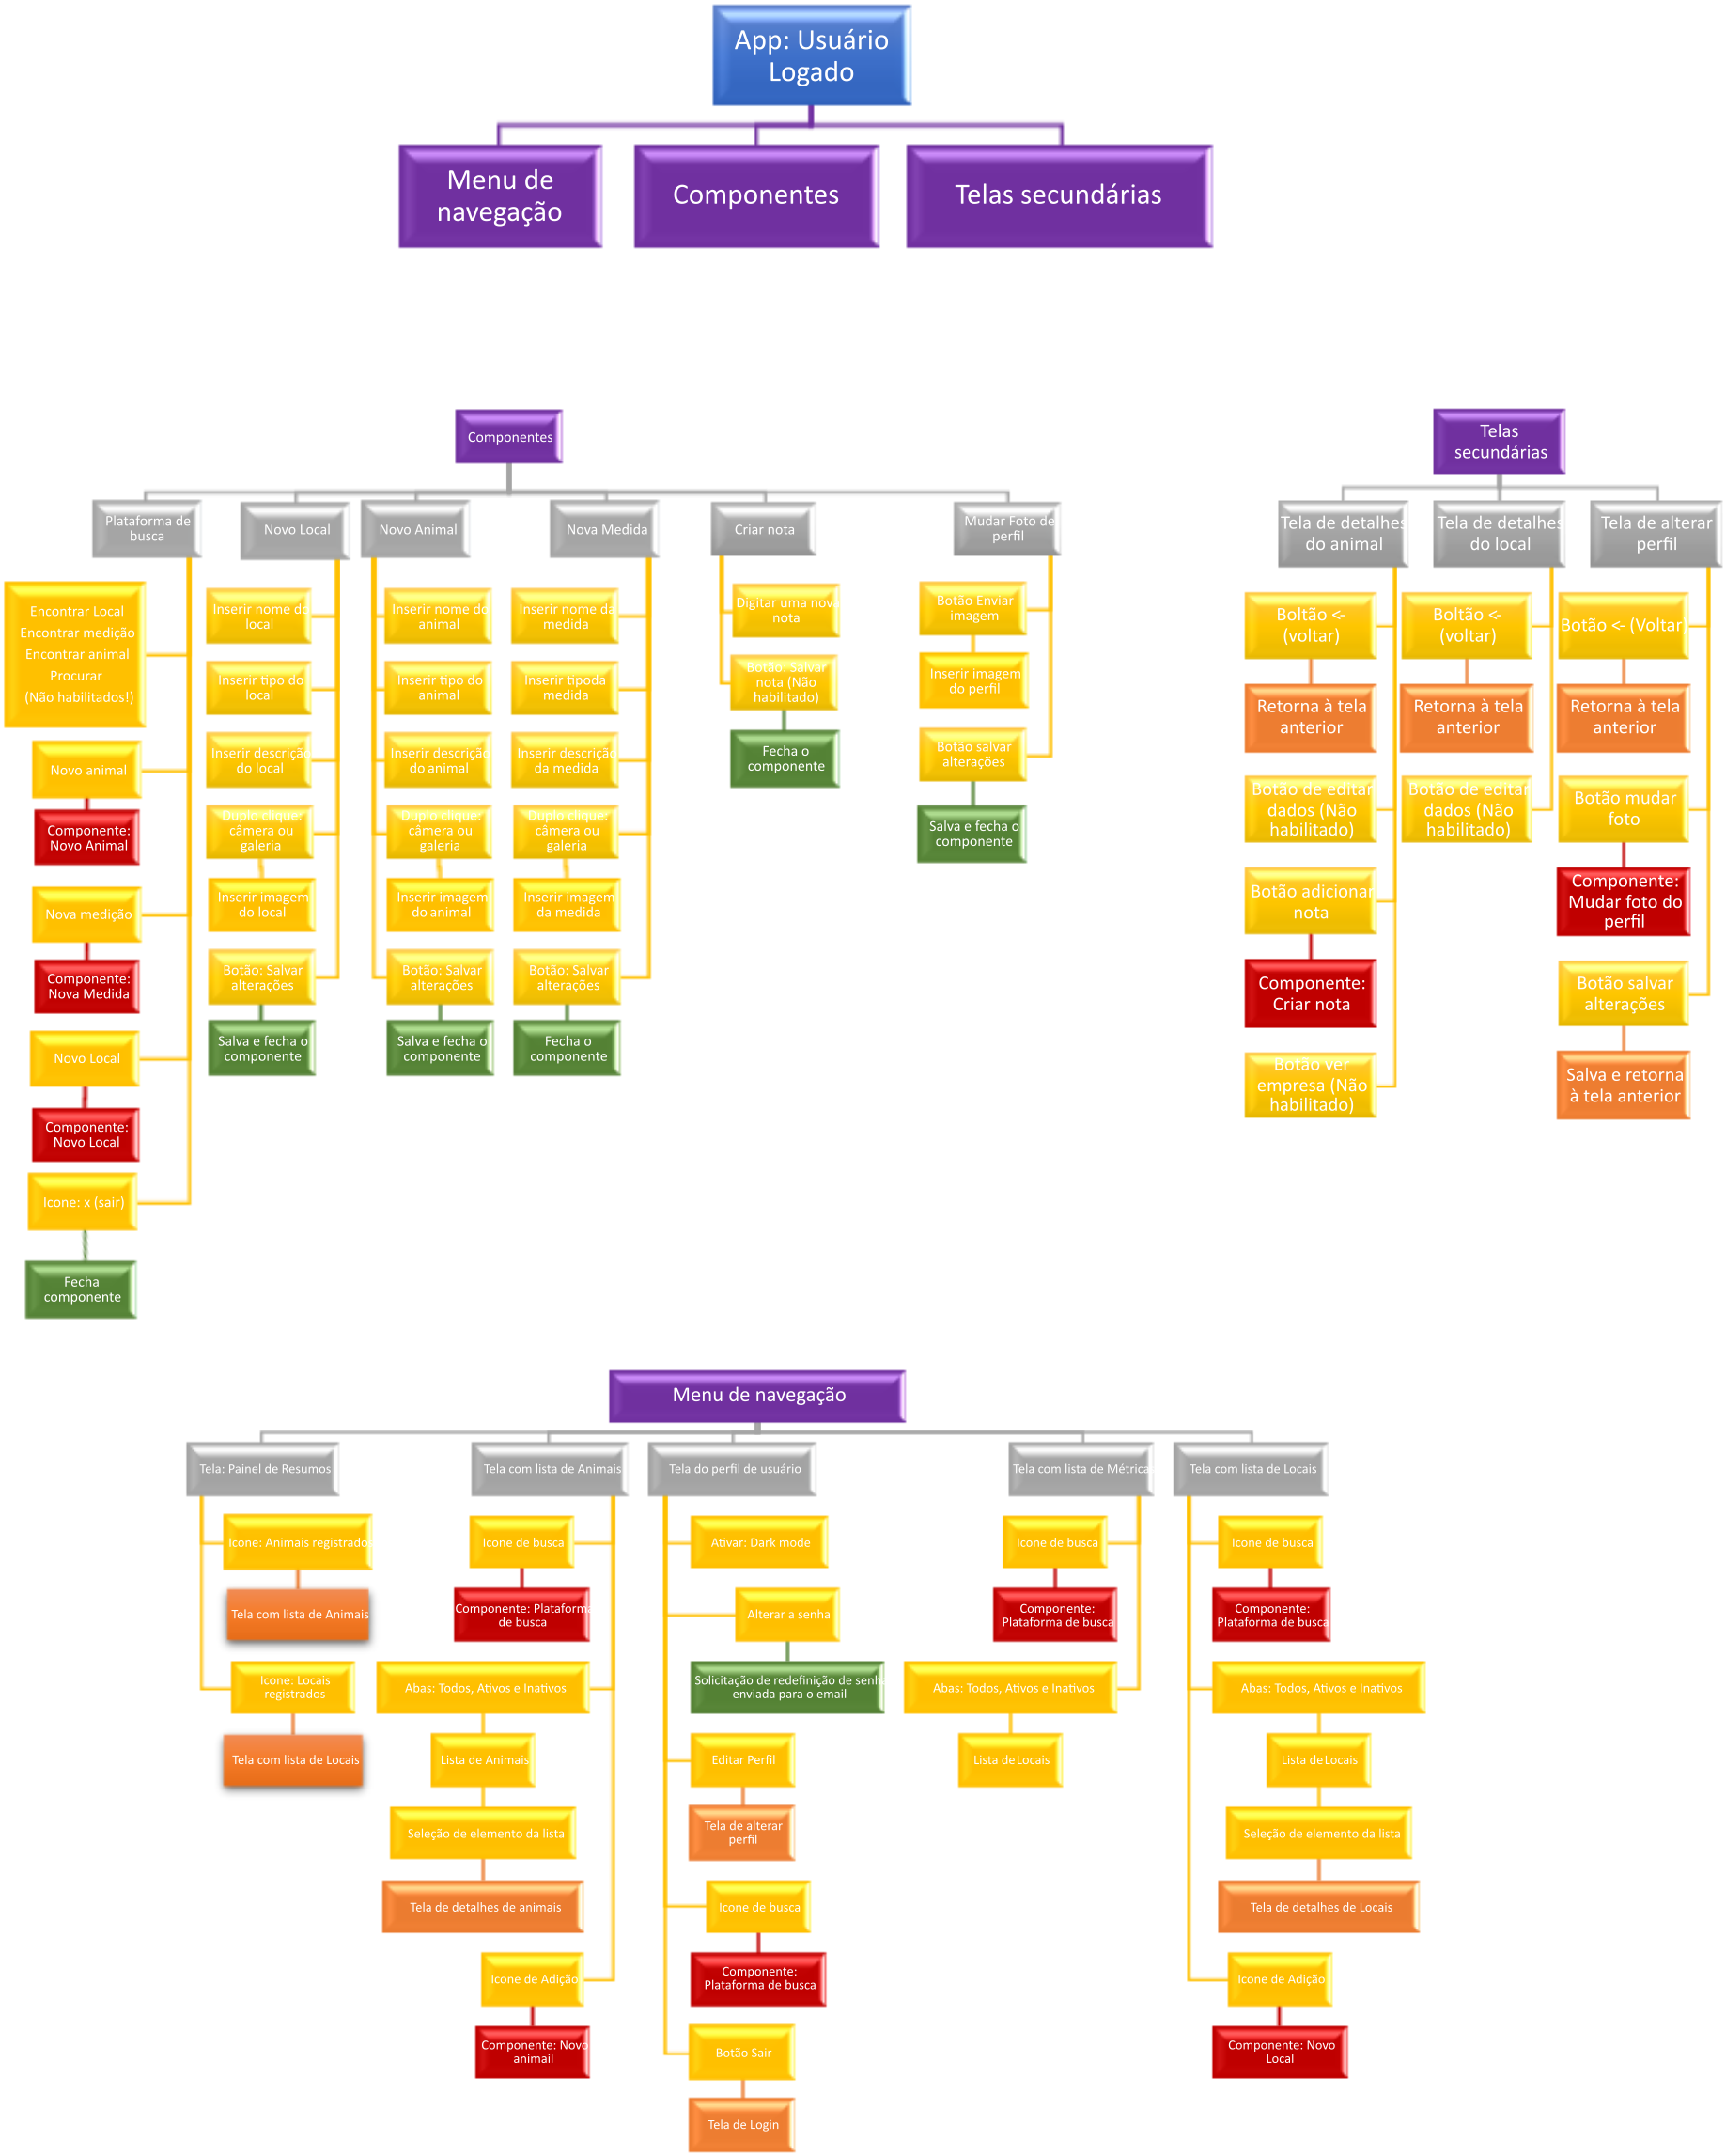 App: Usuário
Logado
Menu de
navegação
Componentes
Telas secundárias
Componentes
Plataforma de
busca
Encontrar Local
Encontrar medição
Encontrar animal
Procurar
(Não habilitados!)
Novo animal
Componente:
Novo Animal
Nova medição
Componente:
Nova Medida
Novo Local
Componente:
Novo Local
Icone: x (sair)
Fecha
componente
Novo Local
Inserir nome do
local
Inserir tipo do
local
Inserir descrição
do local
Duplo clique:
câmera ou
galeria
Inserir imagem
do local
Botão: Salvar
alterações
Salva e fecha o
componente
Novo Animal
Inserir nome do
animal
Inserir tipo do
animal
Inserir descrição
do animal
Duplo clique:
câmera ou
galeria
Inserir imagem
do animal
Botão: Salvar
alterações
Salva e fecha o
componente
Nova Medida
Inserir nome da
medida
Inserir tipoda
medida
Inserir descrição
da medida
Duplo clique:
câmera ou
galeria
Inserir imagem
da medida
Botão: Salvar
alterações
Fecha o
componente
Criar nota
Digitar uma nova
nota
Botão: Salvar
nota (Não
habilitado)
Fecha o
componente
Mudar Foto de
perfil
Botão Enviar
imagem
Inserir imagem
do perfil
Botão salvar
alterações
Salva e fecha o
componente
Telas
secundárias
Tela de detalhes
do animal
Boltão <-
(voltar)
Retorna à tela
anterior
Botão de editar
dados (Não
habilitado)
Botão adicionar
nota
Componente:
Criar nota
Botão ver
empresa (Não
habilitado)
Tela de detalhes
do local
Boltão <-
(voltar)
Retorna à tela
anterior
Botão de editar
dados (Não
habilitado)
Tela de alterar
perfil
Botão <- (Voltar
Retorna à tela
anterior
Botão mudar
foto
Componente:
Mudar foto do
perfil
Botão salvar
alterações
Salva e retorna
à tela anterior
Menu de navegação
Tela: Painel de Resumos
Icone: Animais registrado
Tela com lista de Animais
Icone: Locais
registrados
Tela com lista de Locais
Tela com lista de Animais
Icone de busca
Componente: Plataforma
de busca
Abas: Todos, Ativos e Inativos
Lista de Animais
Seleção de elemento da lista
Tela de detalhes de animais
Icone de Adição
Componente: Novo
animail
Tela do perfil de usuário
Ativar: Dark mode
Alterar a senha
Solicitação de redefinição de senh
enviada para o email
Editar Perfil
Tela de alterar
perfil
Icone de busca
Componente:
Plataforma de busca
Botão Sair
Tela de Login
Tela com lista de Métrica
Icone de busca
Componente:
Plataforma de busca
Abas: Todos, Ativos e Inativos
Lista de Locais
Tela com lista de Locais
Icone de busca
Componente:
Plataforma de busca
Abas: Todos, Ativos e Inativos
Lista de Locais
Seleção de elemento da lista
Tela de detalhes de Locais
Icone de Adição
Componente: Novo
Local